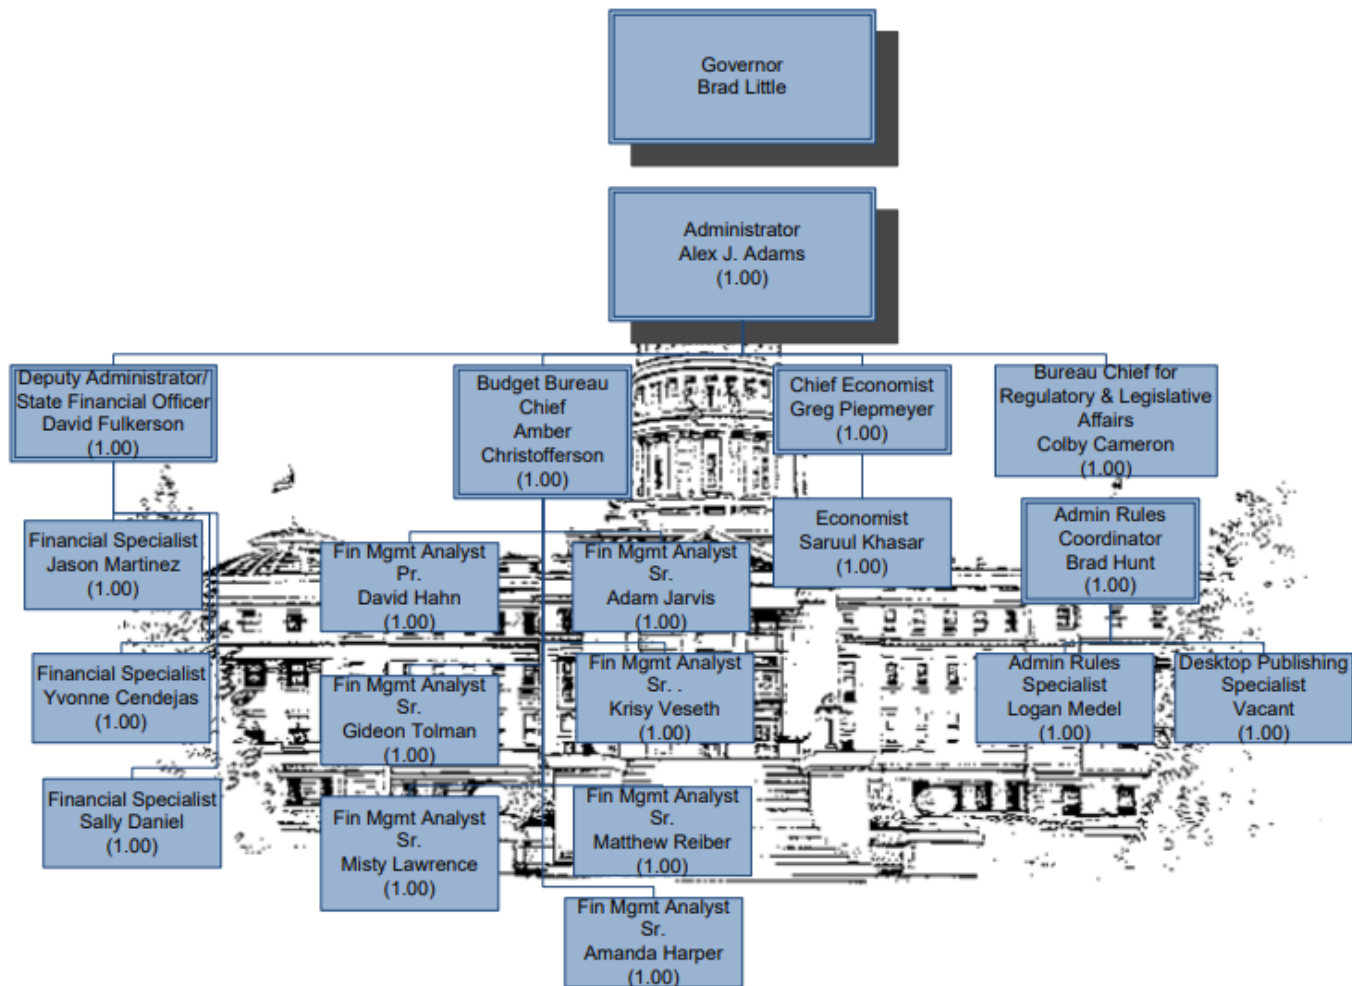 Governor
Brad Little
Administrator
Alex J. Adams
(1.00)
Deputy Administrator/
State Financial Officer
David Fulkerson
(1.00)
Budget Bureau
Chief
Amber
Christofferson
(1.00)
Chief Economist
Greg Piepmeyer
(1.00)
Bureau Chief for
Regulatory & Legislative
Affairs
Colby Cameron
(1.00)
Financial Specialist
Jason Martinez
(1.00)
Fin Mgmt Analyst
Pr.
David Hahn
(1.00)
Fin Mgmt Analyst
Sr.
Adam Jarvis
(1.00)
Economist
Saruul Khasar
(1.00)
Admin Rules
Coordinator
Brad Hunt
(1.00)
Financial Specialist
Yvonne Cendejas
(1.00)
Fin Mgmt Analyst
Sr.
Gideon Tolman
(1.00)
Fin Mgmt Analyst
Sr. .
Krisy Veseth
(1.00)
Admin Rules
Specialist
Logan Medel
(1.00)
Desktop Publishing
Specialist
Vacant
(1.00)
Financial Specialist
Sally Daniel
(1.00)
Fin Mgmt Analyst
Sr.
Misty Lawrence
(1.00)
Fin Mgmt Analyst
Sr.
Matthew Reiber
(1.00)
Fin Mgmt Analyst
Sr.
Amanda Harper
(1.00)